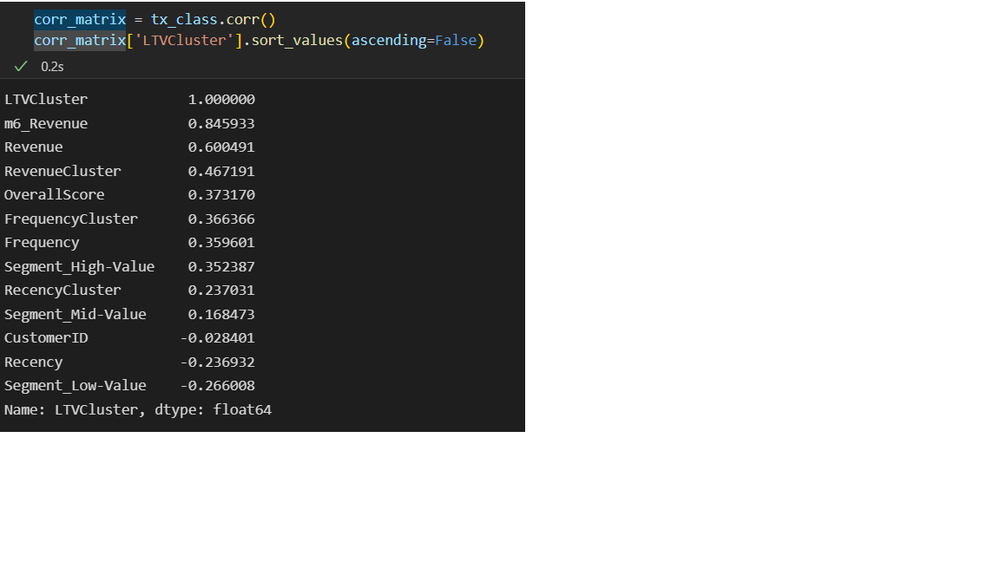 corr_matrix = tx_class.corr()
corr_matrix['LTVCluster'].sort_values(ascending=False)
✓ 0.2s
LTVCluster 1.000000
m6_Revenue 0.845933
Revenue 0.600491
RevenueCluster 0.467191
OverallScore 0.373170
FrequencyCluster 0.366366
Frequency 0.359601
Segment_High-Value 0.352387
RecencyCluster 0.237031
Segment_Mid-Value 0.168473
CustomerID -0.028401
Recency -0.236932
Segment_Low-Value -0.266008
Name: LTVCluster, dtype: float64